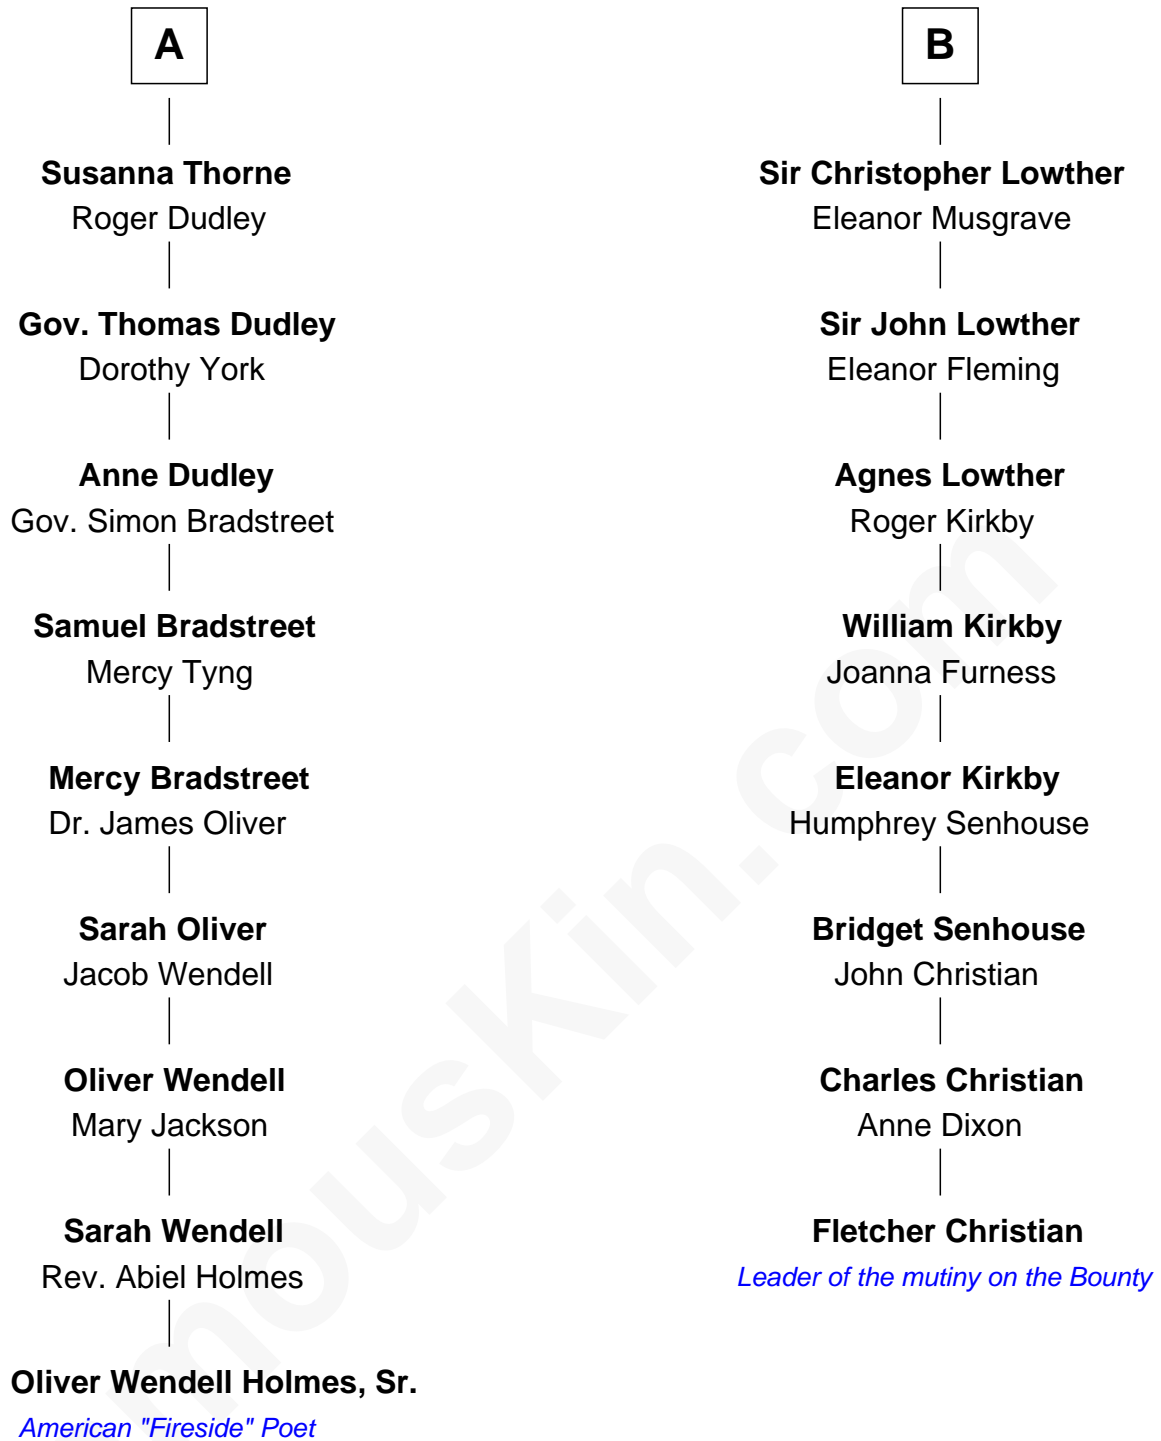 A
Susanna Thorne
Roger Dudley
Gov. Thomas Dudley
Dorothy York
Anne Dudley
Gov. Simon Bradstreet
Samuel Bradstreet
Mercy Tyng
Mercy Bradstreet
Dr. James Oliver
Sarah Oliver
Jacob Wendell
Oliver Wendell
Mary Jackson
Sarah Wendell
Rev. Abiel Holmes
Oliver Wendell Holmes, Sr.
American "Fireside" Poet
B
Sir Christopher Lowther
Eleanor Musgrave
Sir John Lowther
Eleanor Fleming
Agnes Lowther
Roger Kirkby
William Kirkby
Joanna Furness
Eleanor Kirkby
Humphrey Senhouse
Bridget Senhouse
John Christian
Charles Christian
Anne Dixon
Fletcher Christian
Leader of the mutiny on the Bounty
mousKin.com